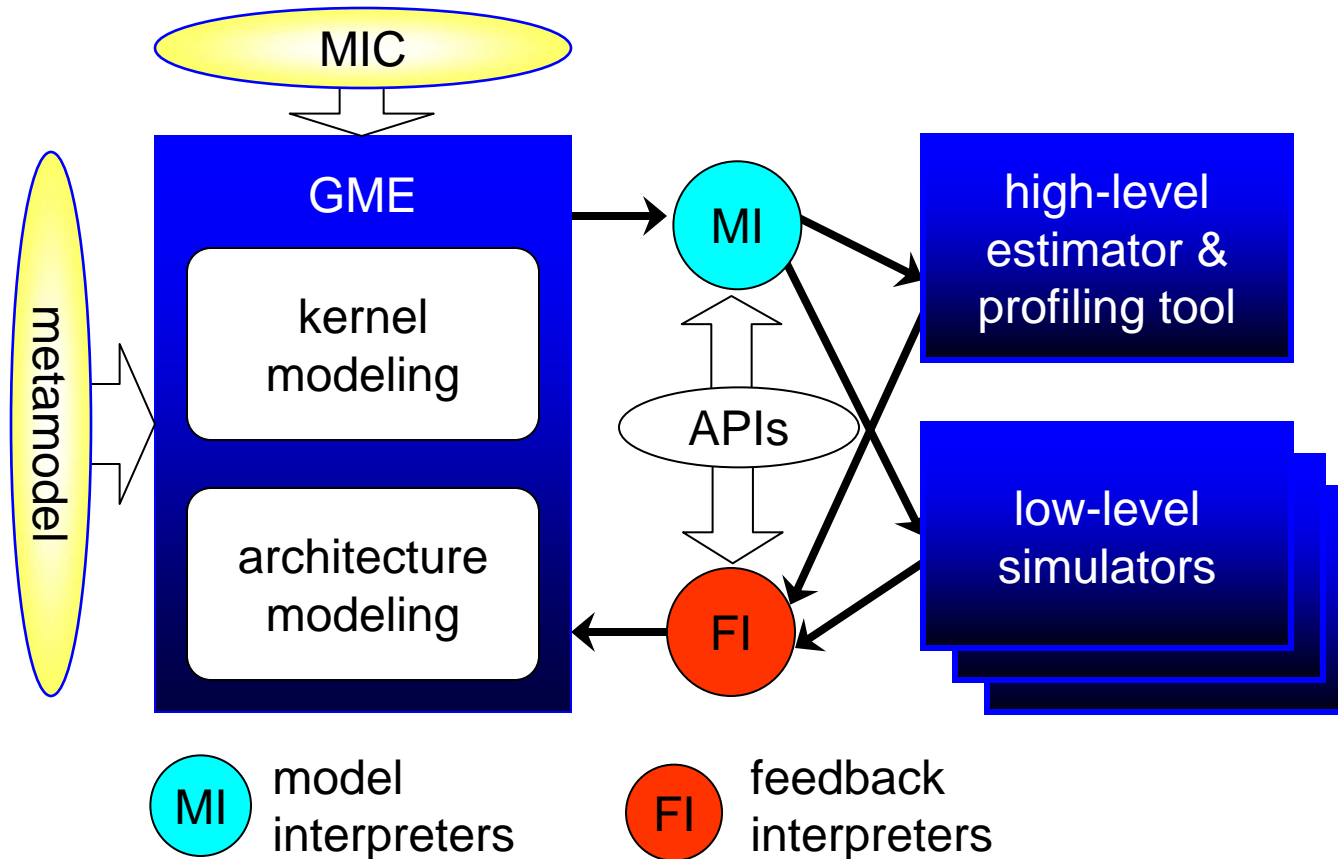 MIC
metamodel
GME
kernel
modeling
architecture
modeling
MI
APIs
FI
high-level
estimator &
profiling tool
low-level
simulators
MI
model
interpreters
FI
feedback
interpreters